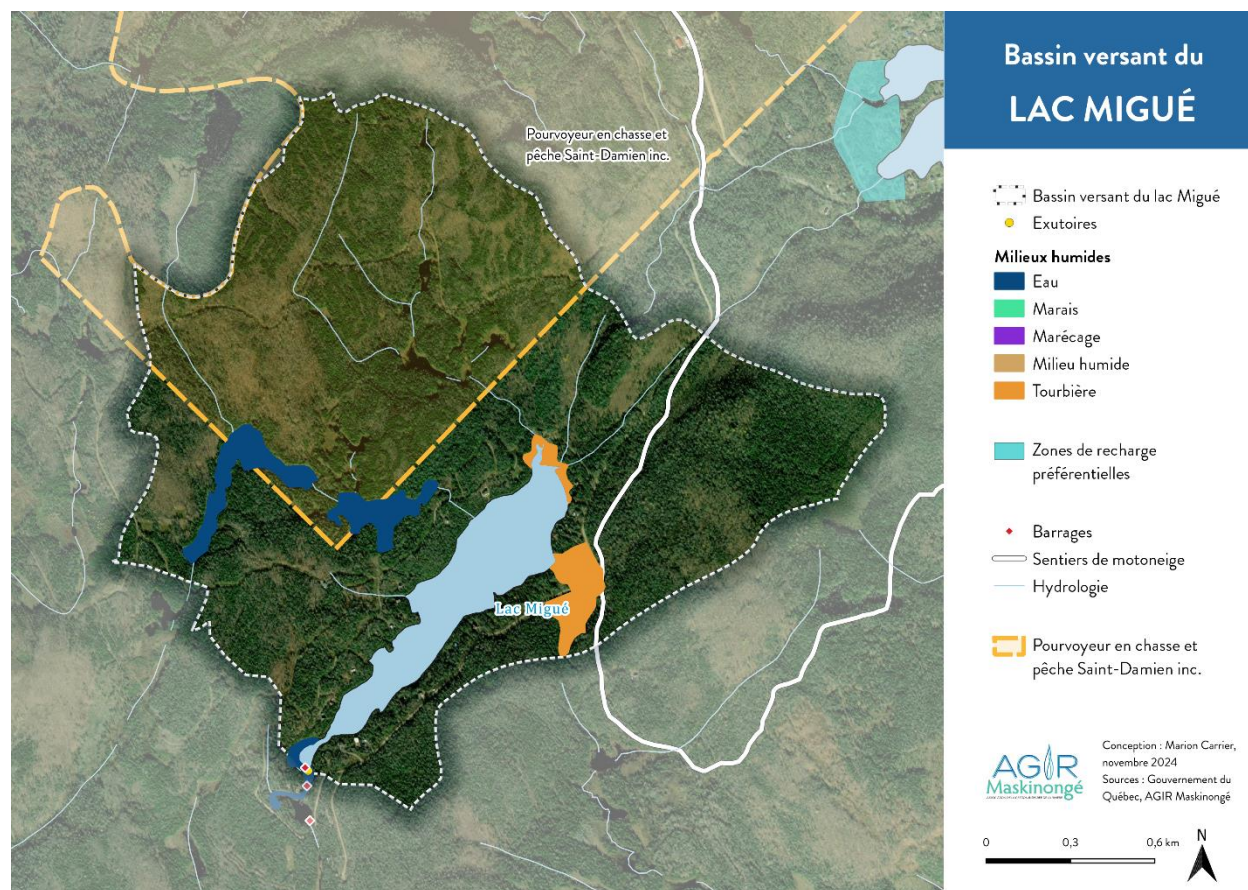 Bassin versant du
LAC MIGUÉ
Pourvoyeur en chasse et
pêche Saint-Damien inc.
Lac Migué
Bassin versant du lac Migué
Exutoires
Milieux humides
Eau
Marais
Marécage
Milieu humide
Tourbière
Zones de recharge
préférentielles
Barrages
Sentiers de motoneige
Hydrologie
Pourvoyeur en chasse et
pêche Saint-Damien inc.
AGIR
Maskinongé
Conception : Marion Carrier,
novembre 2024
Sources : Gouvernement du
Québec, AGIR Maskinongé
0 0,3 0,6 km
N